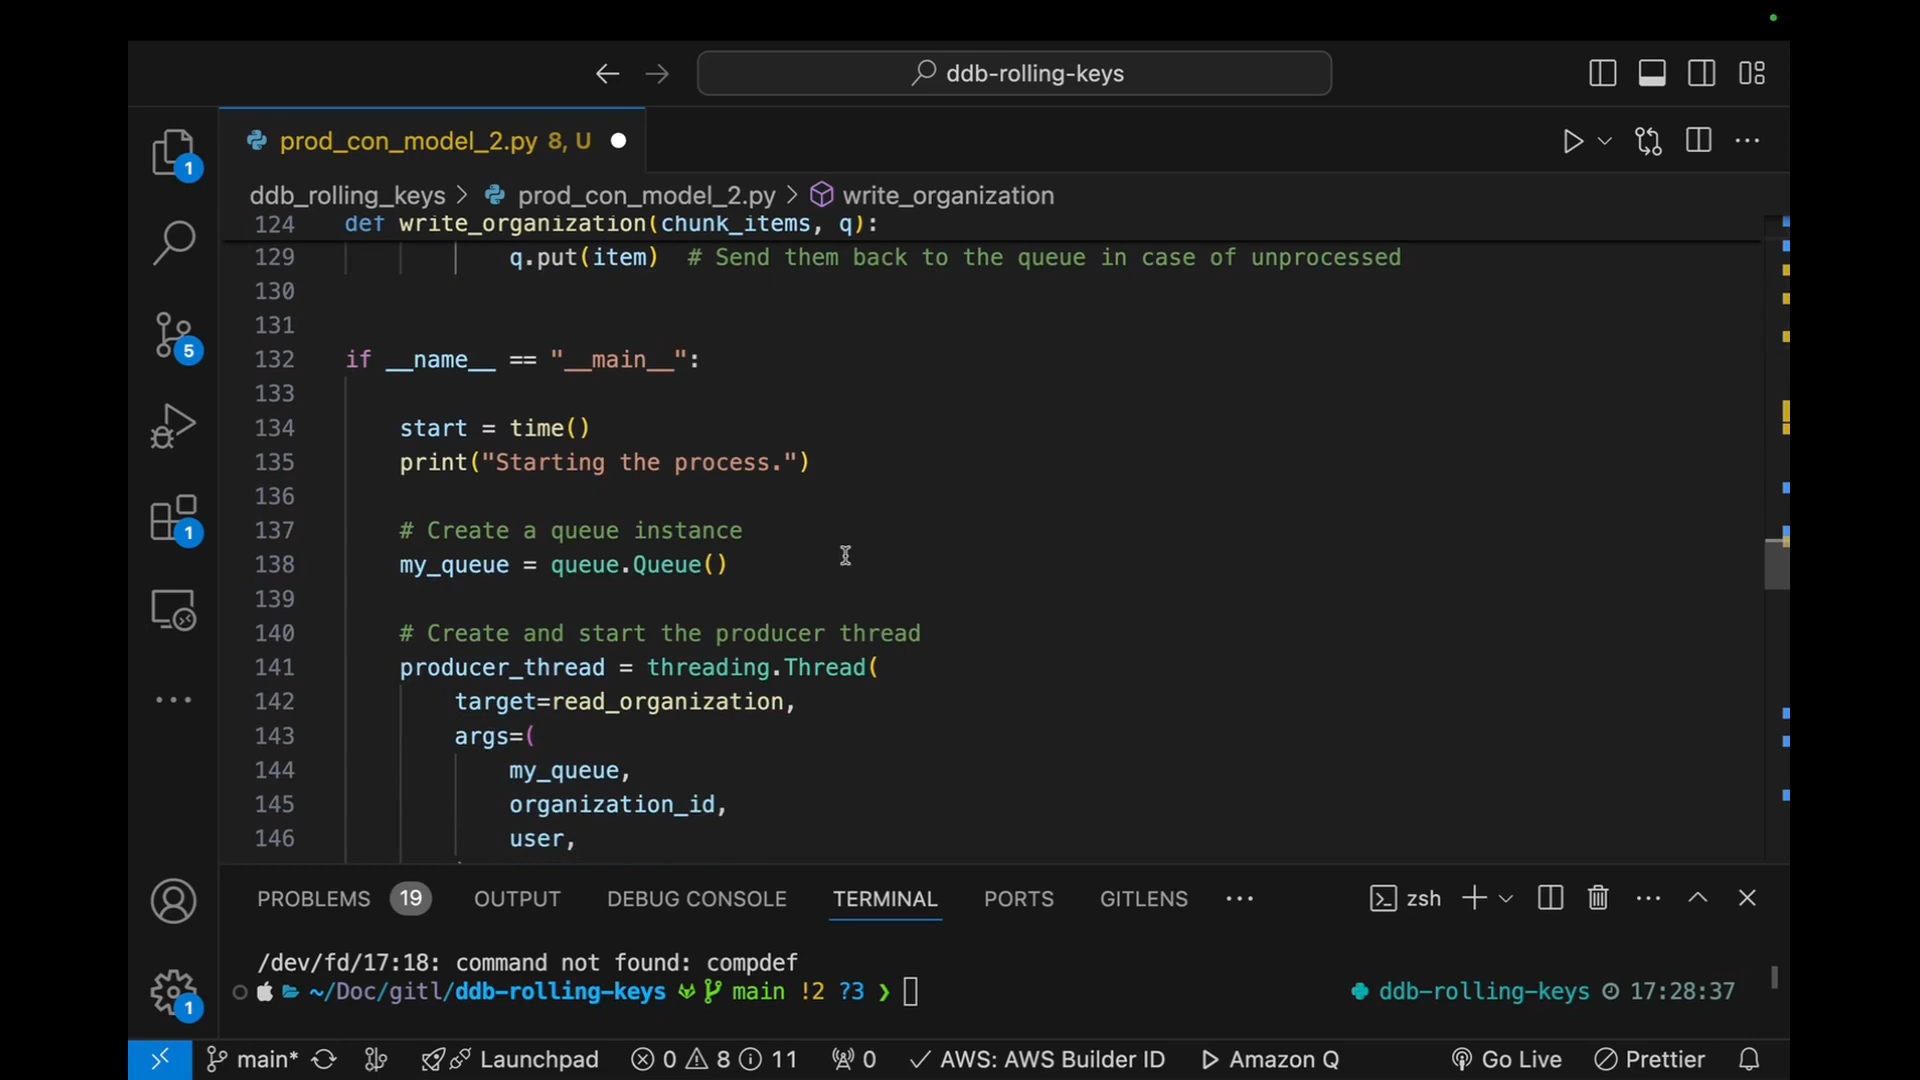 ddb-rolling-keys
prod_con_model_2.py 8, U
ddb_rolling_keys > prod_con_model_2.py > write_organization
124 def write_organization(chunk_items, q):
129 q.put(item)  # Send them back to the queue in case of unprocessed
130
131
132 if __name__ == "__main__":
133
134 start = time()
135 print("Starting the process.")
136
137 # Create a queue instance
138 my_queue = queue.Queue()
139
140 # Create and start the producer thread
141 producer_thread = threading.Thread(
142 target=read_organization,
143 args=(
144 my_queue,
145 organization_id,
146 user,
1
5
1
1
PROBLEMS 19 OUTPUT DEBUG CONSOLE TERMINAL PORTS GITLENS zsh
/dev/fd/17:18: command not found: compdef
~/Doc/gitl/ddb-rolling-keys main !2 ?3 ❯ ddb-rolling-keys 17:28:37
main* Launchpad 0 8 11 0 AWS: AWS Builder ID Amazon Q Go Live Prettier